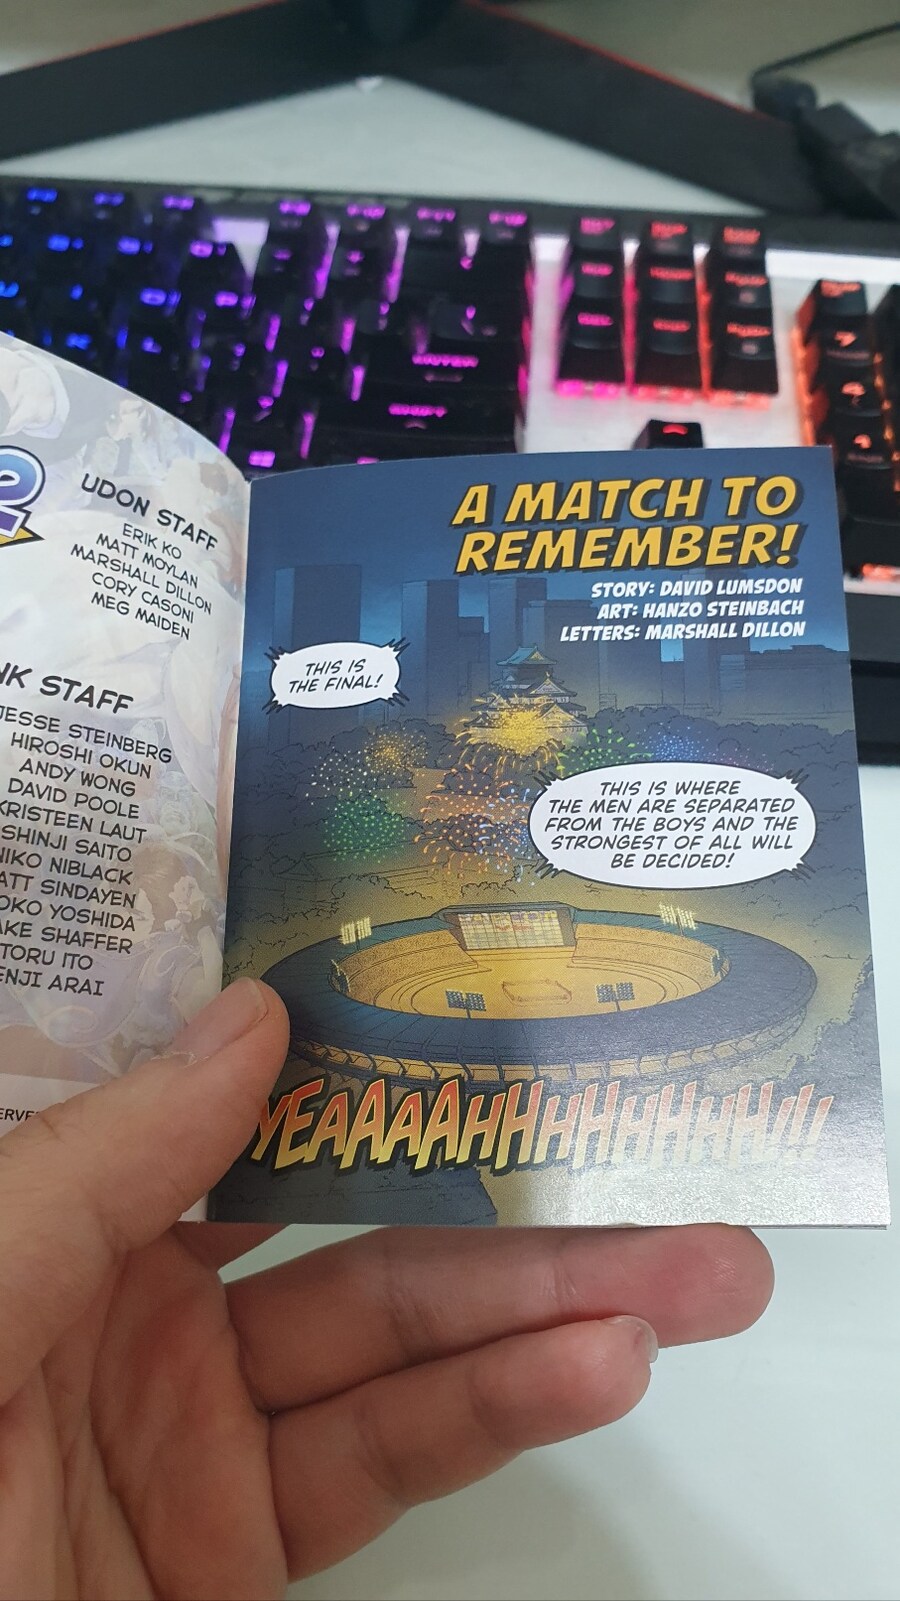 UDON STAFF
ERIK KO
MATT MOYLAN
MARSHALL DILLON
CORY CASONI
MEG MAIDEN
NK STAFF
JESSE STEINBERG
HIROSHI OKUN
ANDY WONG
DAVID POOLE
KRISTEEN LAUT
SHINJI SAITO
NIKO NIBLACK
ATT SINDAYEN
OKO YOSHIDA
AKE SHAFFER
TORU ITO
ENJI ARAI
A MATCH TO
REMEMBER!
STORY: DAVID LUMSDON
ART: HANZO STEINBACH
LETTERS: MARSHALL DILLON
THIS IS
THE FINAL!
THIS IS WHERE
THE MEN ARE SEPARATED
FROM THE BOYS AND THE
STRONGEST OF ALL WILL
BE DECIDED!
YEAAAAHHHHHHHHH!!!